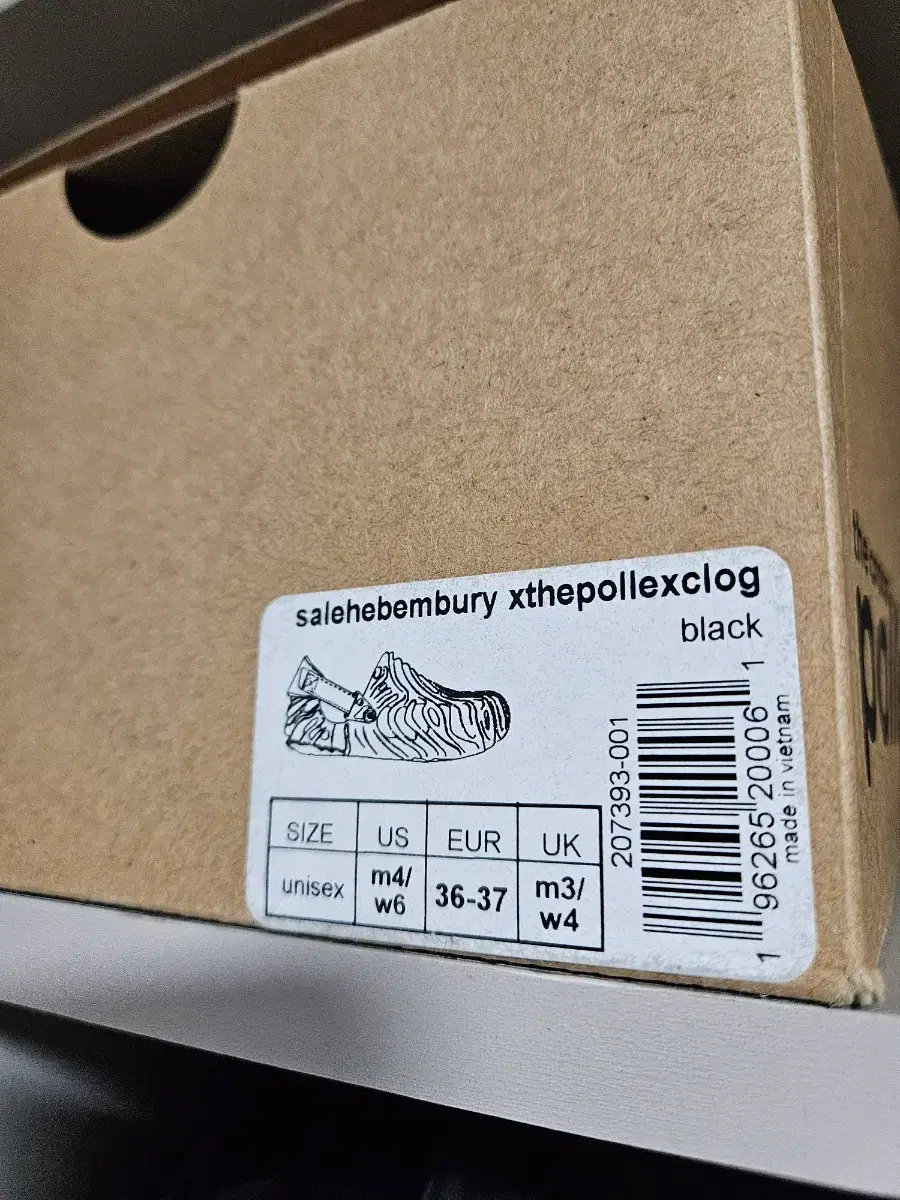 salehebembury xthepollexclog
black
SIZE US EUR UK
unisex m4/ w6 36-37 m3/ w4
207393-001
1 96265 20006 1
made in vietnam